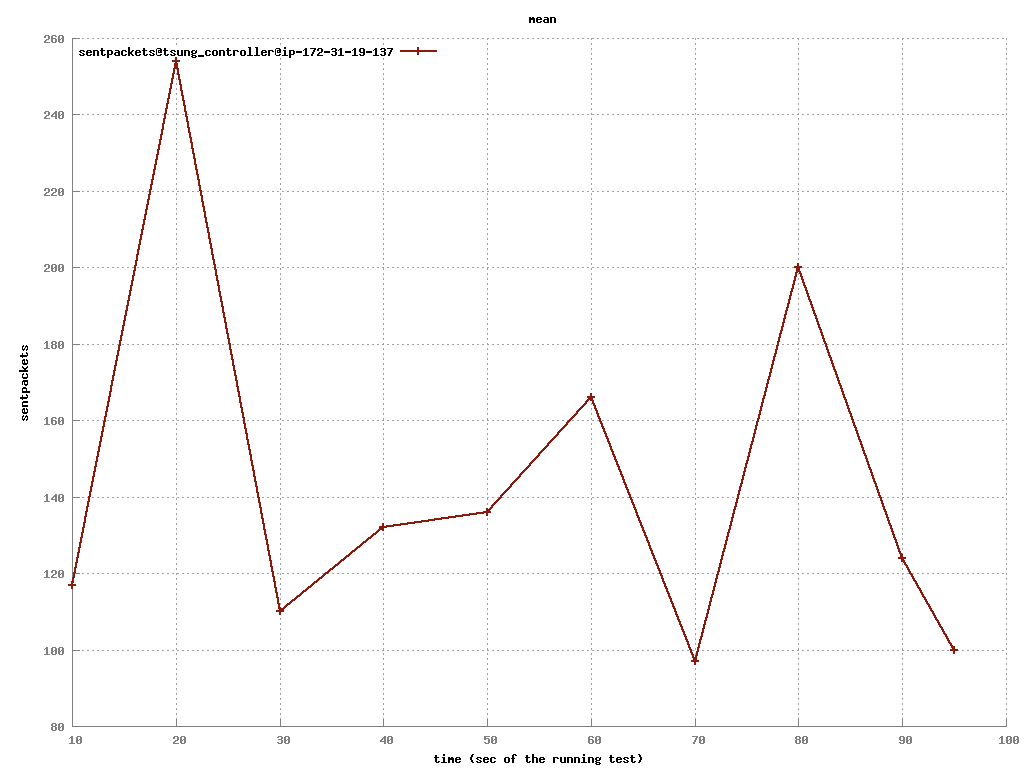 mean
260
sentpackets@tsung_controller@ip-172-31-19-137
240
220
200
180
sentpackets
160
140
120
100
80
10 20 30 40 50 60 70 80 90 100
time (sec of the running test)